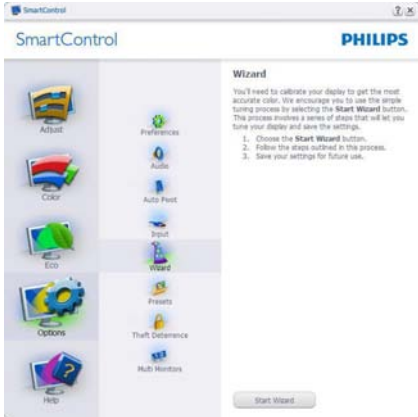 SmartControl
SmartControl
PHILIPS
Adjust
Color
Eco
Options
Help
Preferences
Audio
Auto Pivot
Input
Wizard
Presets
Theft Deterrence
Multi Monitors
Wizard
You'll need to calibrate your display to get the most
accurate color. We encourage you to use the simple
tuning process by selecting the Start Wizard button.
This process involves a series of steps that will let you
tune your display and save the settings.
1. Choose the Start Wizard button.
2. Follow the steps outlined in this process.
3. Save your settings for future use.
Start Wizard